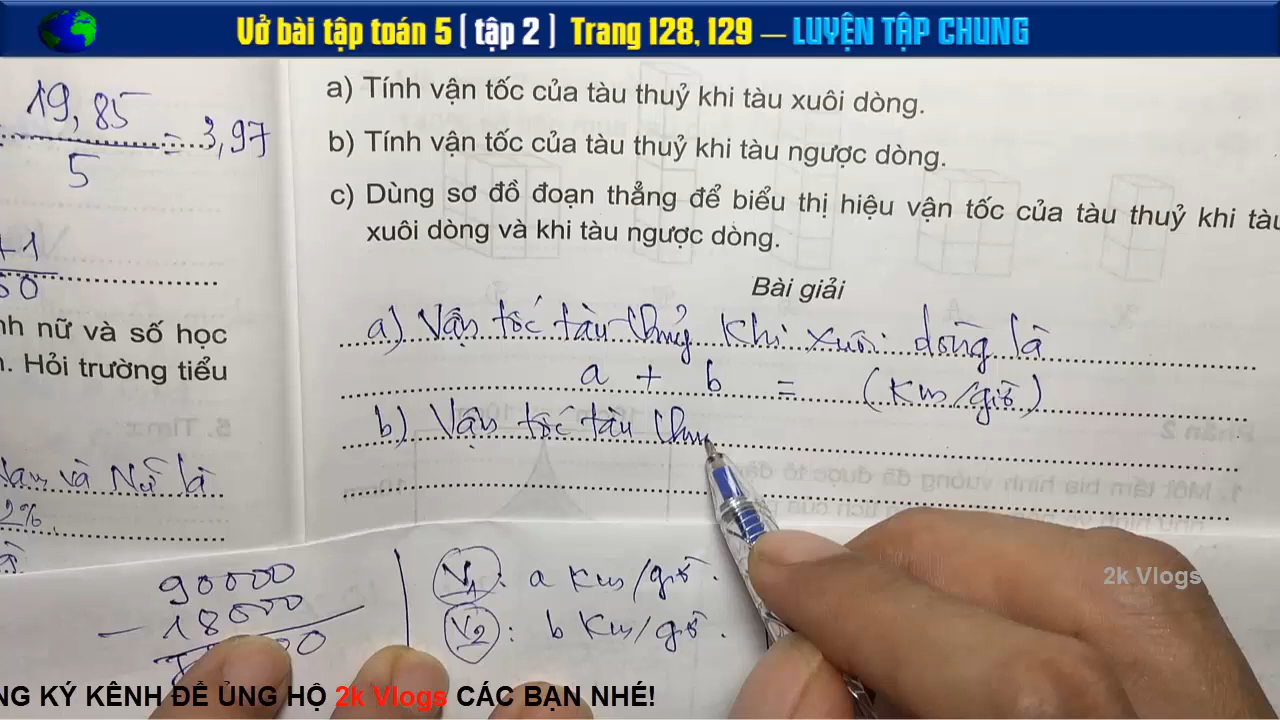 Vở bài tập toán 5 ( tập 2 ) Trang 128, 129 – LUYỆN TẬP CHUNG
19,85
= 3,97
5
+1
nh nữ và số học
n. Hỏi trường tiểu
Nam và Nữ là
2%.
a) Tính vận tốc của tàu thuỷ khi tàu xuôi dòng.
b) Tính vận tốc của tàu thuỷ khi tàu ngược dòng.
c) Dùng sơ đồ đoạn thẳng để biểu thị hiệu vận tốc của tàu thuỷ khi tàu
xuôi dòng và khi tàu ngược dòng.
Bài giải
a) Vận tốc tàu thủy khi xuôi dòng là
a + b = (km/giờ)
b) Vận tốc tàu thu
90000
– 18000
V1 : a km/giờ.
V2 : b km/giờ.
2k Vlogs
NG KÝ KÊNH ĐỂ ỦNG HỘ 2k Vlogs CÁC BẠN NHÉ!